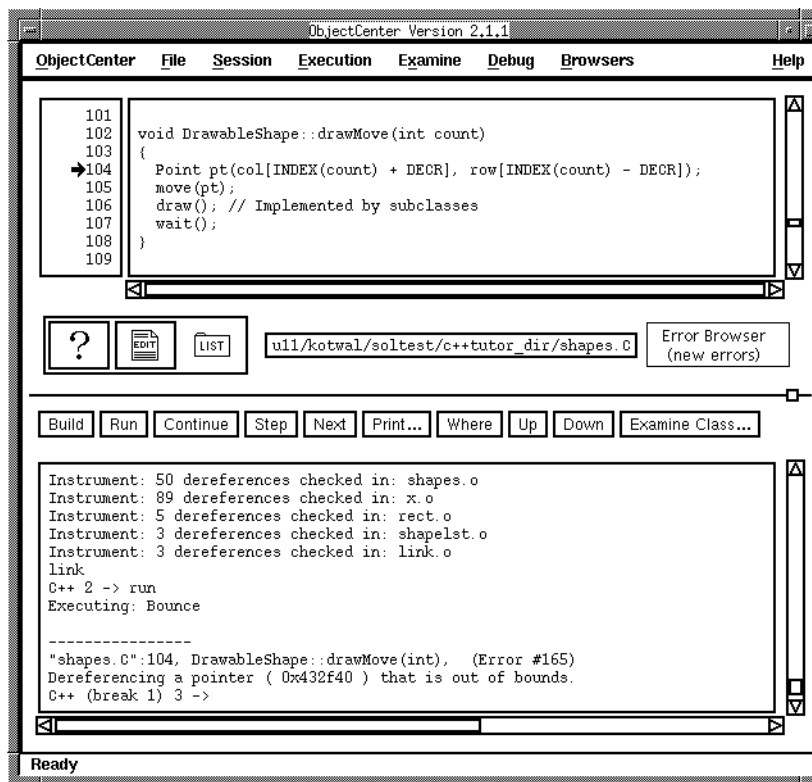 ObjectCenter Version 2.1.1
ObjectCenter File Session Execution Examine Debug Browsers Help
101
102 void DrawableShape::drawMove(int count)
103 {
104 Point pt(col[INDEX(count) + DECR], row[INDEX(count) - DECR]);
105 move(pt);
106 draw(); // Implemented by subclasses
107 wait();
108 }
109
? EDIT LIST u11/kotwal/soltest/c++tutor_dir/shapes.C Error Browser
(new errors)
Build Run Continue Step Next Print... Where Up Down Examine Class...
Instrument: 50 dereferences checked in: shapes.o
Instrument: 89 dereferences checked in: x.o
Instrument: 5 dereferences checked in: rect.o
Instrument: 3 dereferences checked in: shapelst.o
Instrument: 3 dereferences checked in: link.o
link
C++ 2 -> run
Executing: Bounce
----------------
"shapes.C":104, DrawableShape::drawMove(int), (Error #165)
Dereferencing a pointer ( 0x432f40 ) that is out of bounds.
C++ (break 1) 3 ->
Ready